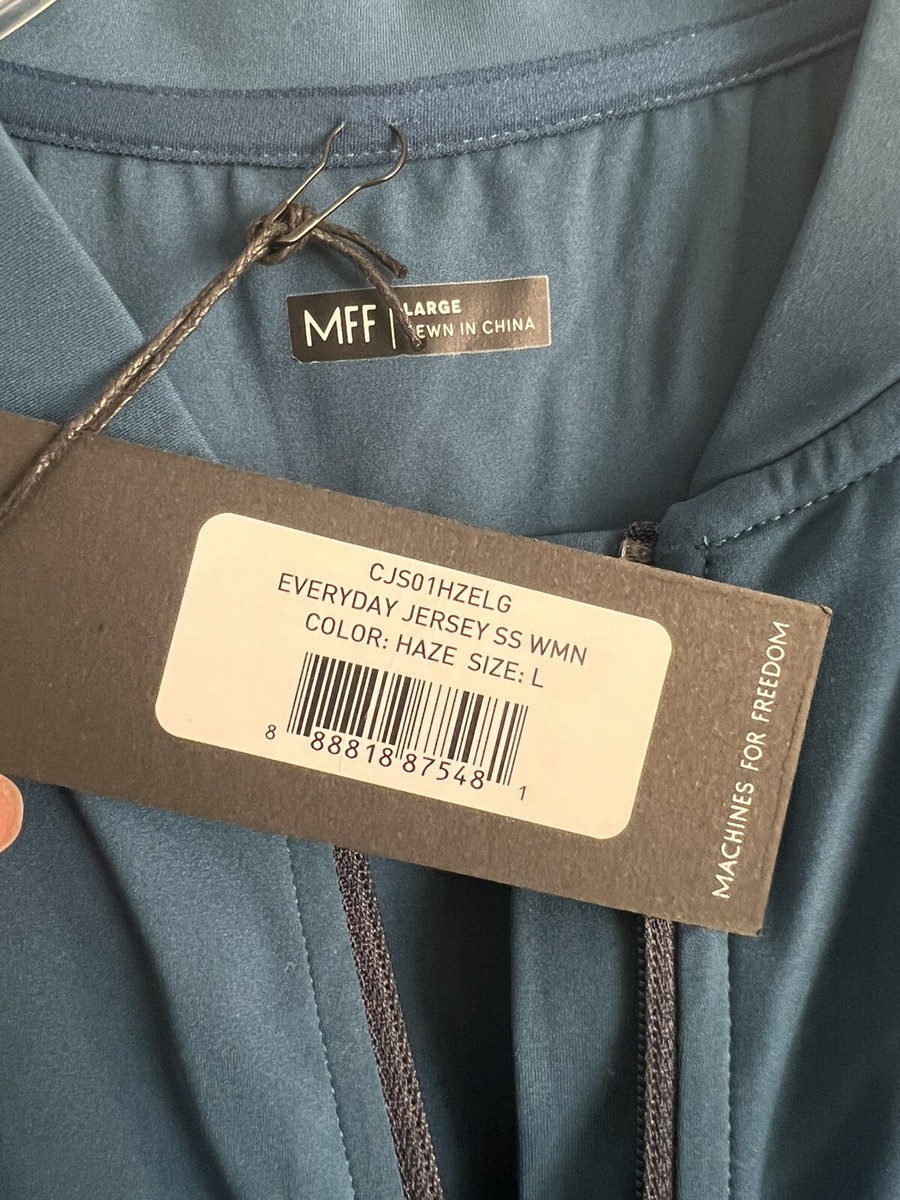 MFF
LARGE
EWN IN CHINA
CJS01HZELG
EVERYDAY JERSEY SS WMN
COLOR: HAZE SIZE: L
8 88818 87548 1
MACHINES FOR FREEDOM